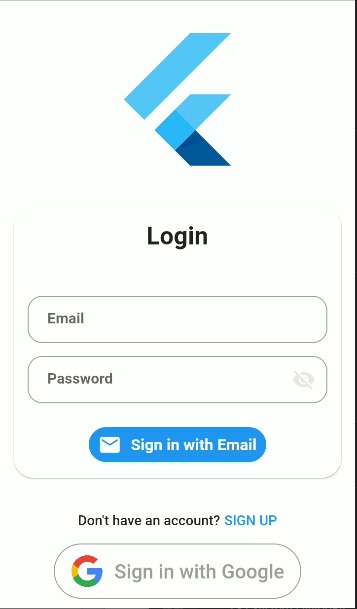 Login
Email
Password
Sign in with Email
Don't have an account? SIGN UP
Sign in with Google